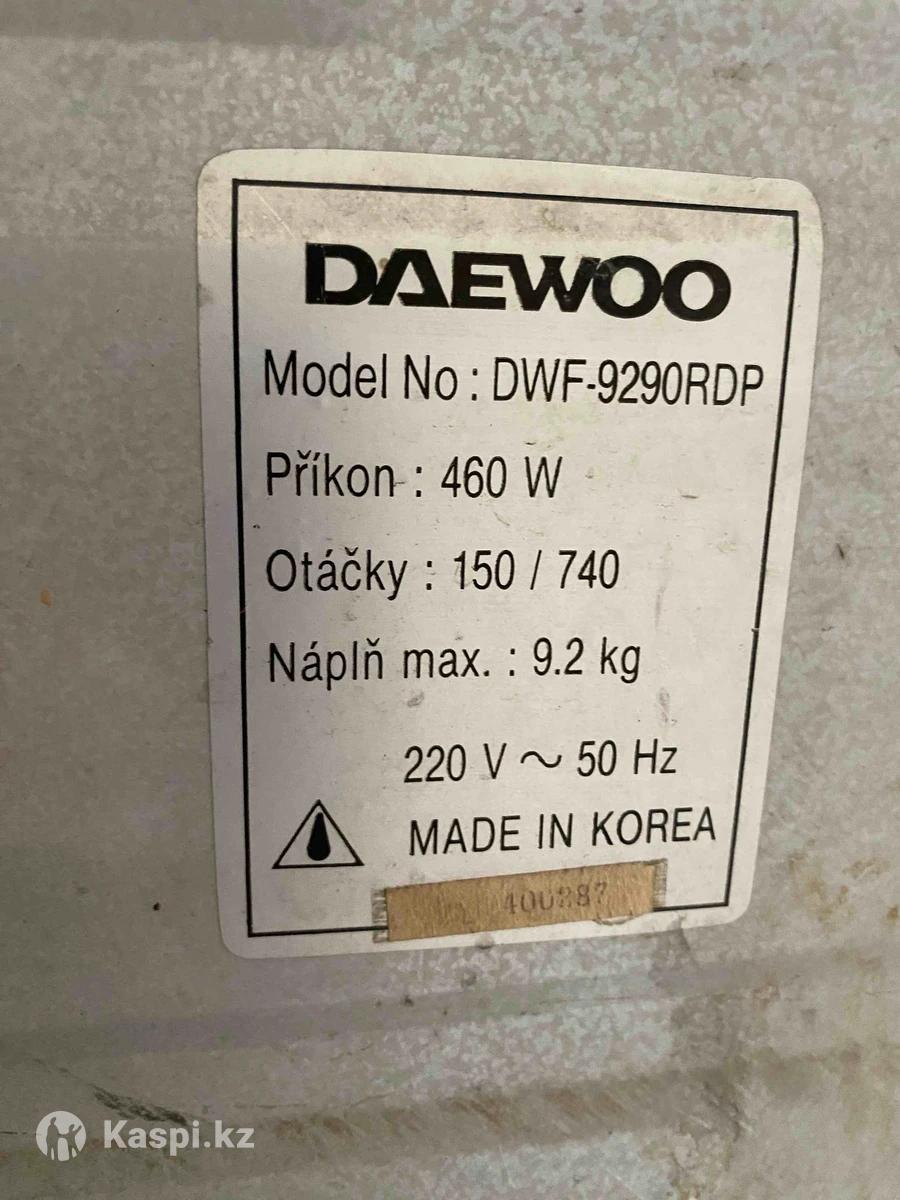 DAEWOO
Model No : DWF-9290RDP
Příkon : 460 W
Otáčky : 150 / 740
Náplň max. : 9.2 kg
220 V ~ 50 Hz
MADE IN KOREA
Kaspi.kz